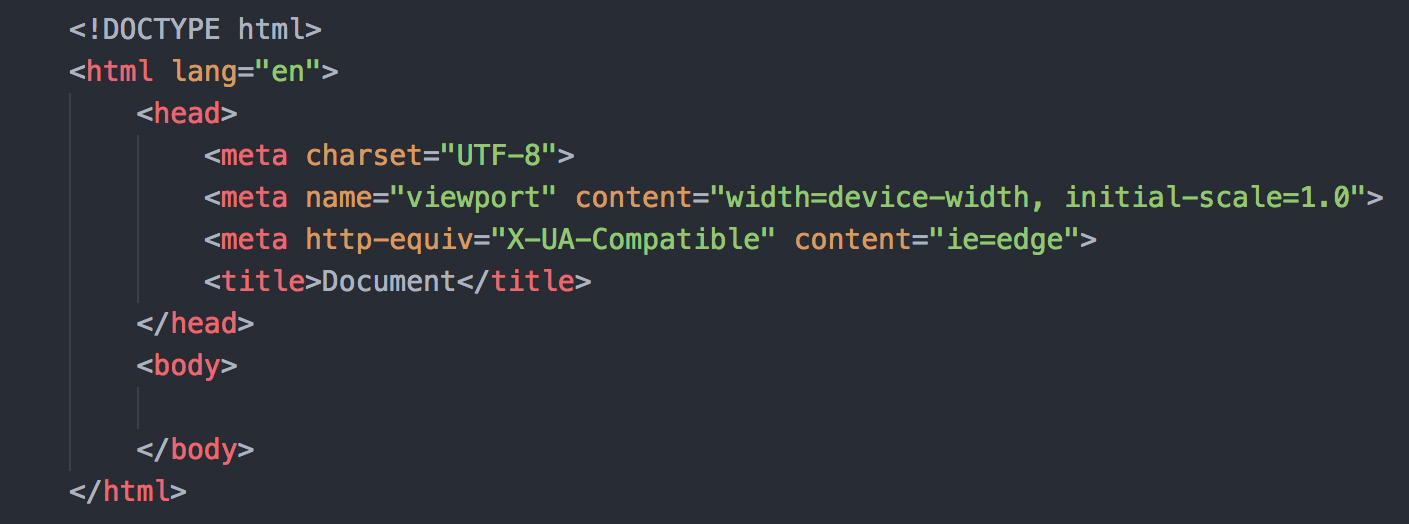 <!DOCTYPE html>
<html lang="en">
    <head>
        <meta charset="UTF-8">
        <meta name="viewport" content="width=device-width, initial-scale=1.0">
        <meta http-equiv="X-UA-Compatible" content="ie=edge">
        <title>Document</title>
    </head>
    <body>
    </body>
</html>